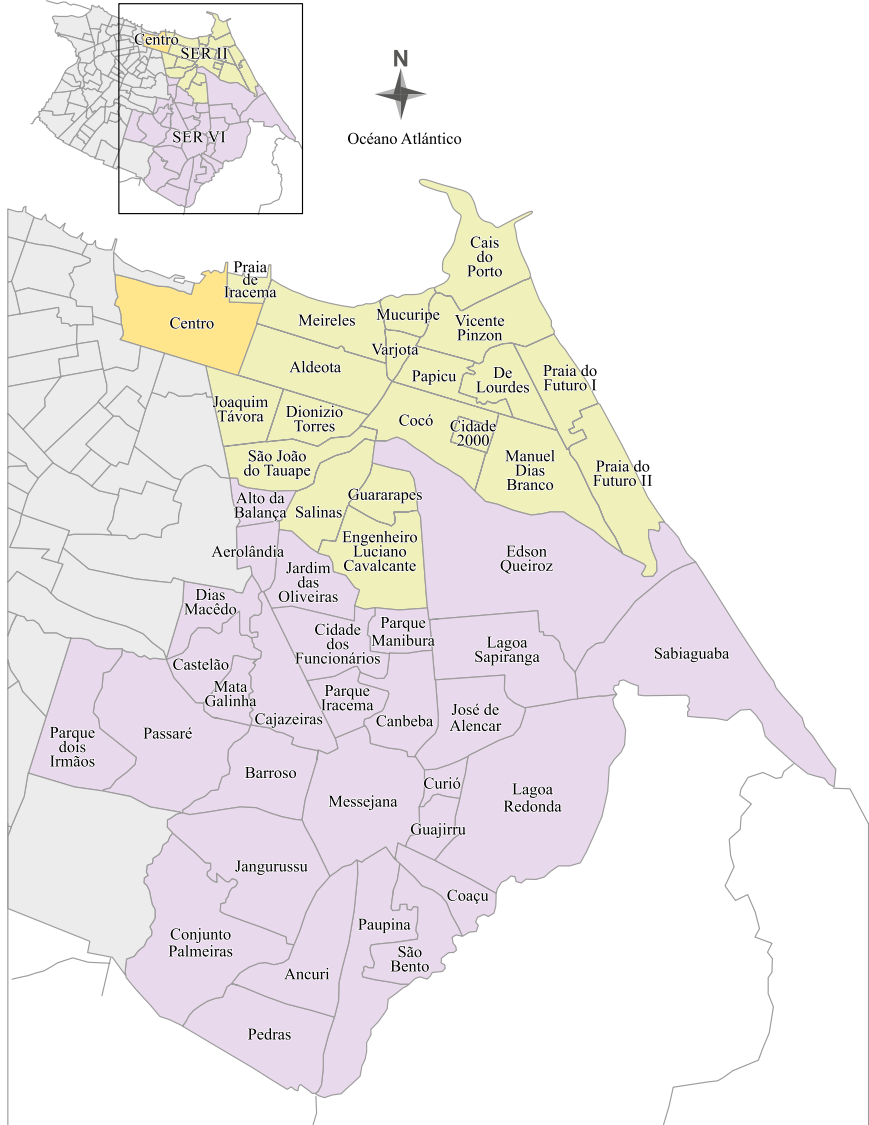 Centro
SER II
SER VI
N
Océano Atlántico
Cais
do
Porto
Praia
de
Iracema
Centro
Meireles
Mucuripe
Vicente
Pinzon
Varjota
Aldeota
Papicu
De
Lourdes
Praia do
Futuro I
Joaquim
Távora
Dionizio
Torres
Cocó
Cidade
2000
São João
do Tauape
Manuel
Dias
Branco
Praia do
Futuro II
Guararapes
Alto da
Balança
Salinas
Engenheiro
Luciano
Cavalcante
Aerolândia
Edson
Queiroz
Jardim
das
Oliveiras
Dias
Macêdo
Cidade
dos
Funcionários
Parque
Manibura
Lagoa
Sapiranga
Sabiaguaba
Castelão
Mata
Galinha
Cajazeiras
Parque
Iracema
Canbeba
José de
Alencar
Parque
dois
Irmãos
Passaré
Barroso
Messejana
Curió
Lagoa
Redonda
Guajirru
Jangurussu
Coaçu
Conjunto
Palmeiras
Paupina
São
Bento
Ancuri
Pedras